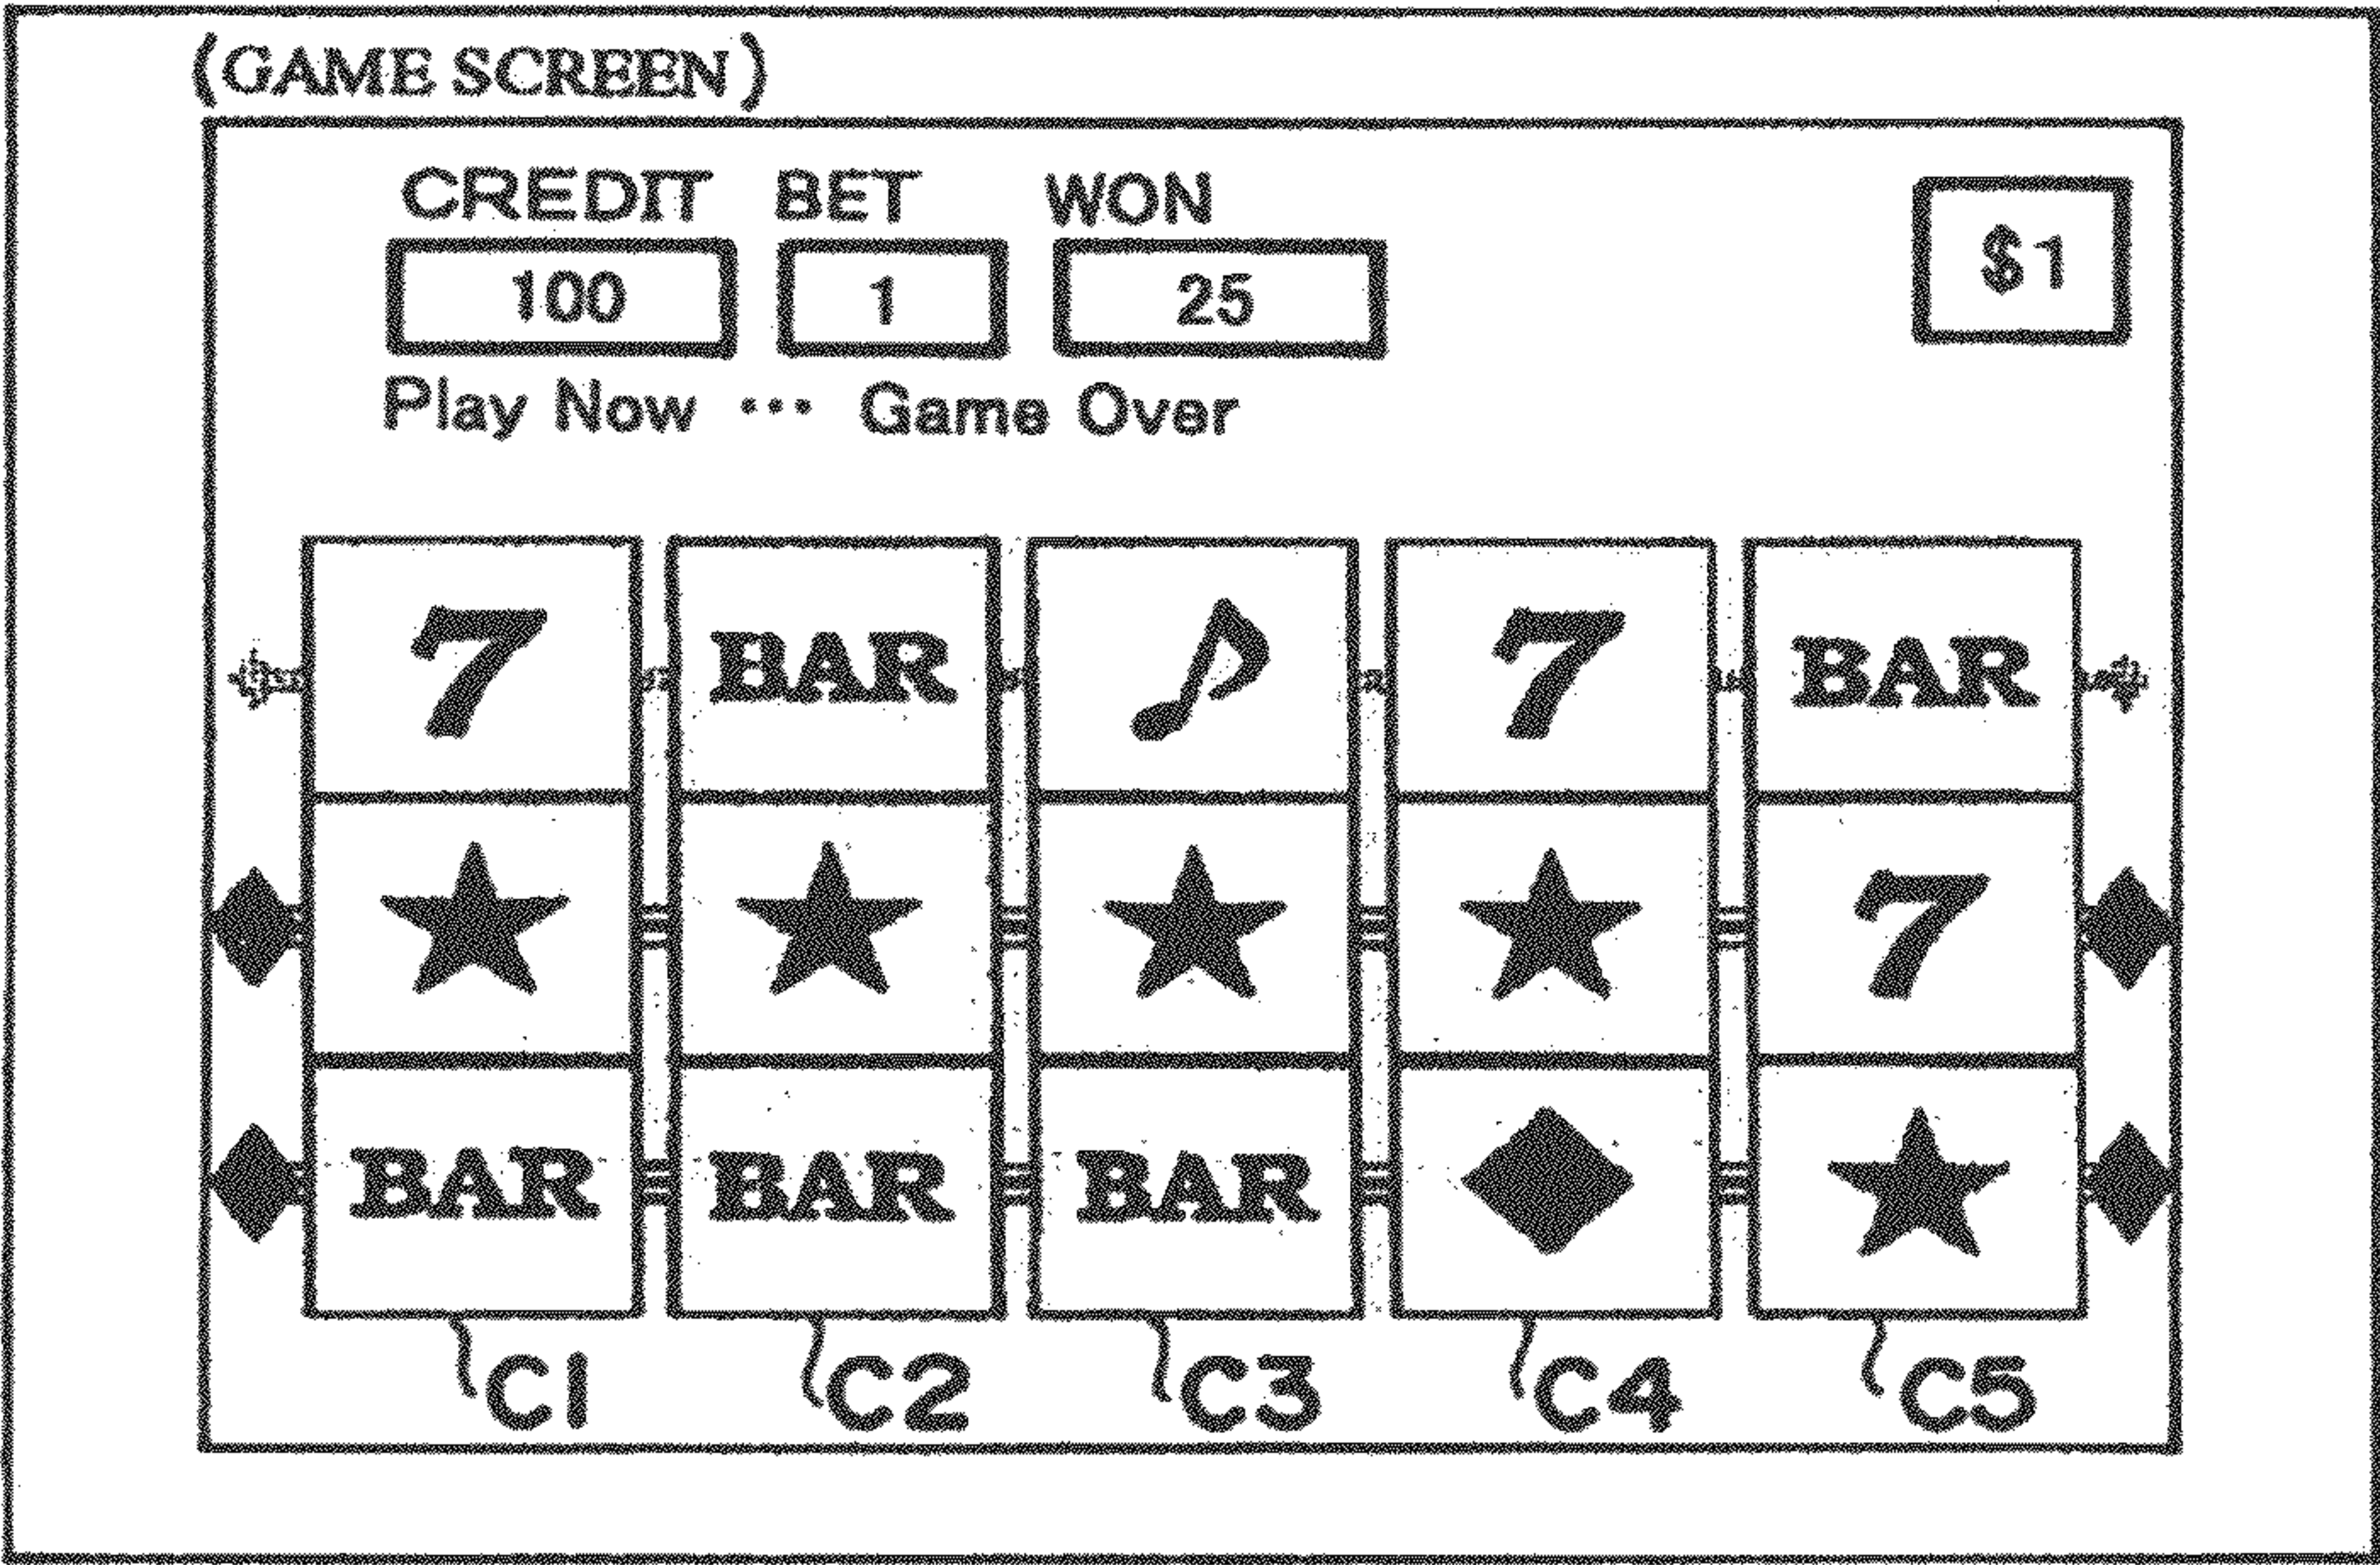 (GAME SCREEN)
CREDIT BET WON
100 1 25 $1
Play Now ··· Game Over
7 BAR 7 BAR
7
BAR BAR BAR
C1 C2 C3 C4 C5